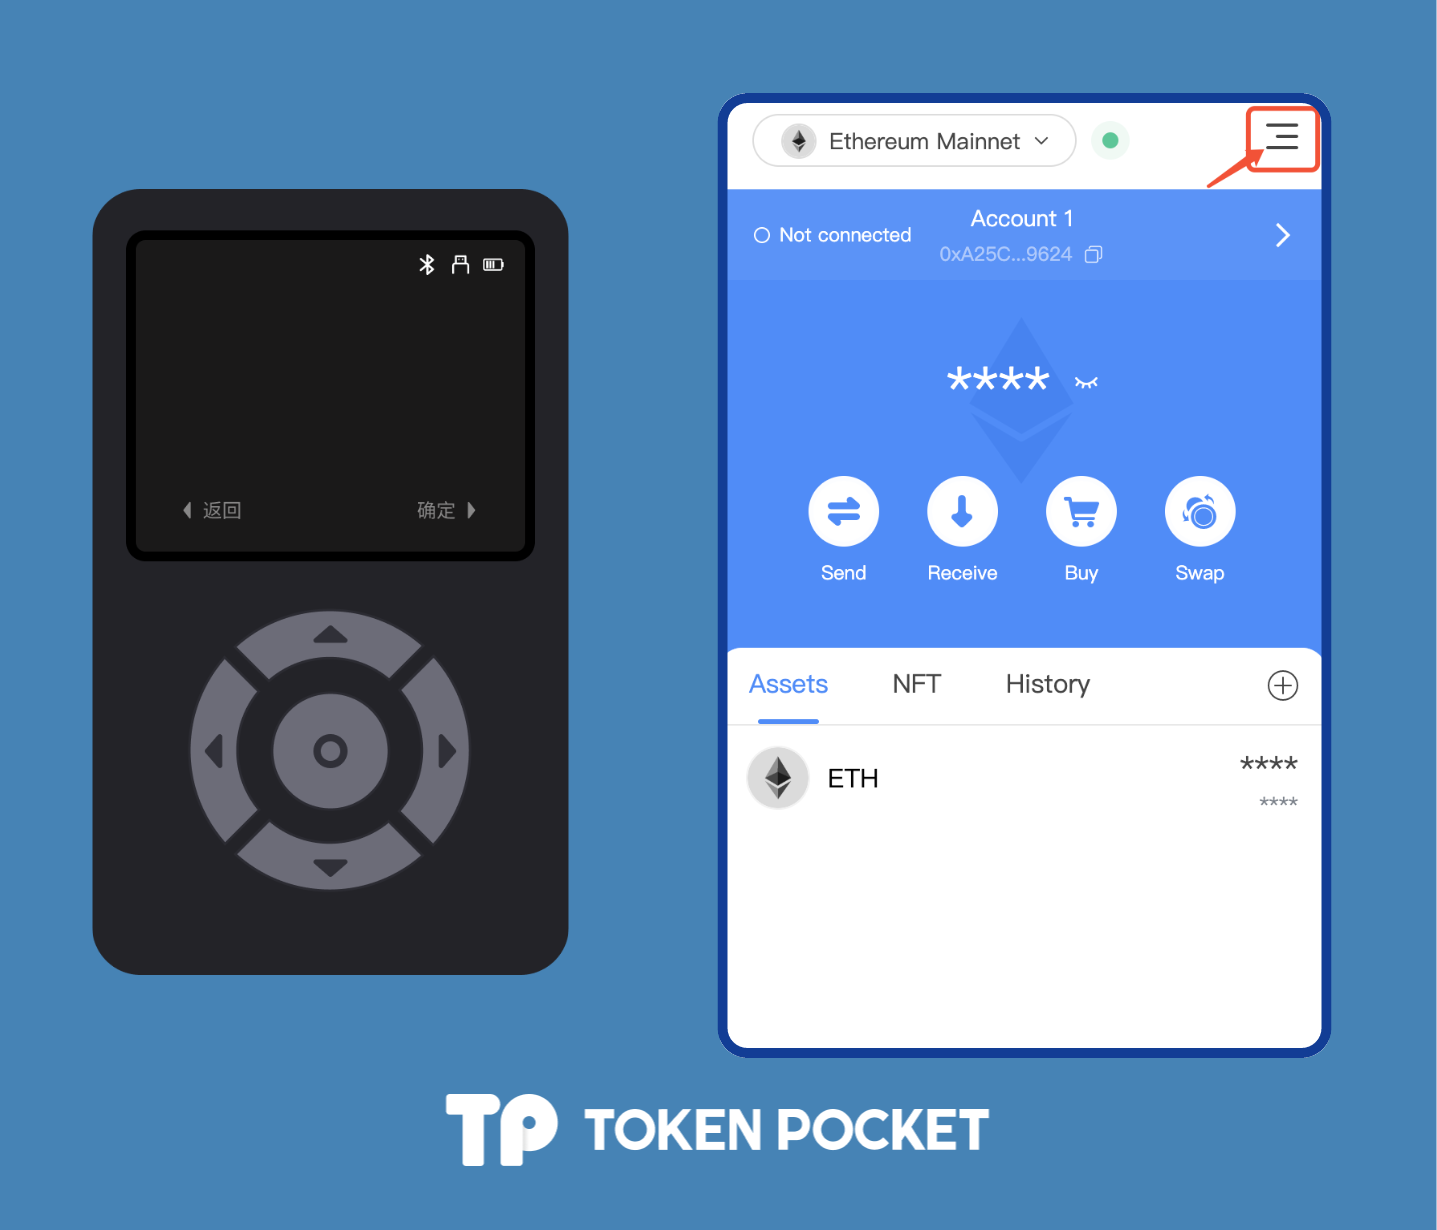 返回
确定
Ethereum Mainnet
Not connected
Account 1
0xA25C...9624
****
Send
Receive
Buy
Swap
Assets
NFT
History
ETH
****
****
TP TOKEN POCKET